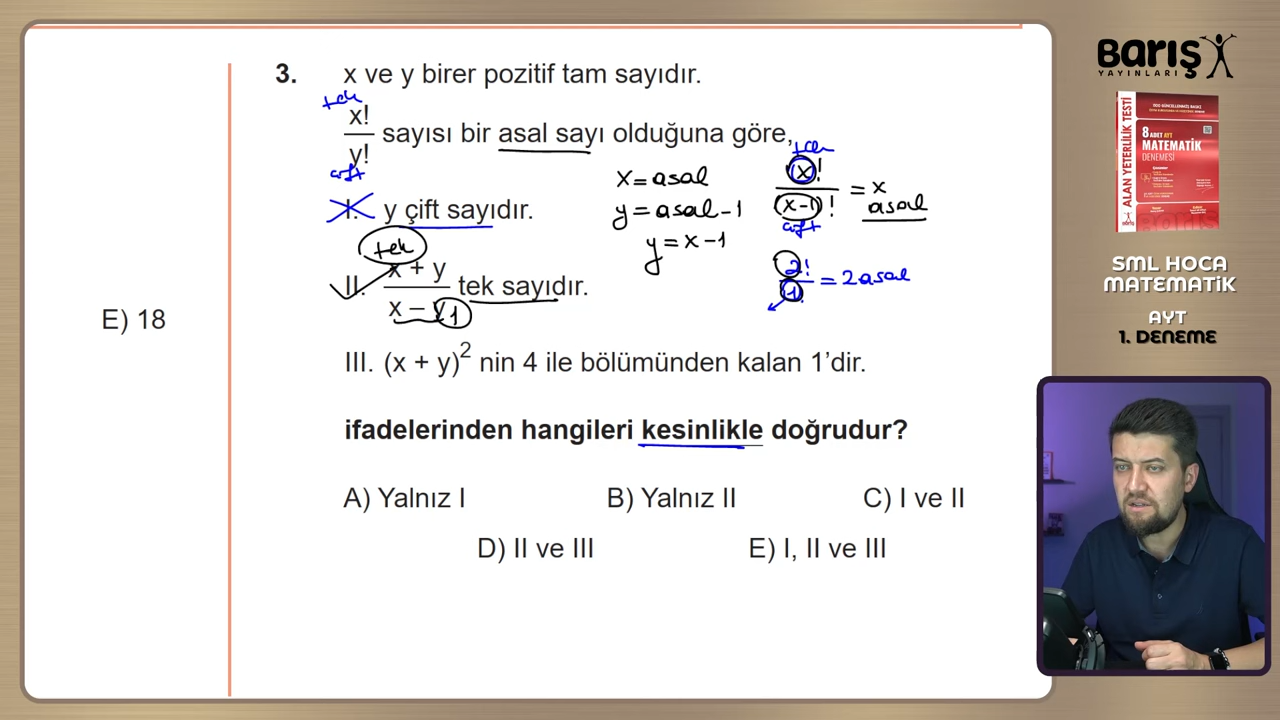 3. x ve y birer pozitif tam sayıdır.
tek
x!
y!
sayısı bir asal sayı olduğuna göre,
çift
I. y çift sayıdır.
tek
II. x + y
x – y
tek sayıdır.
1
III. (x + y)² nin 4 ile bölümünden kalan 1’dir.
ifadelerinden hangileri kesinlikle doğrudur?
A) Yalnız I
B) Yalnız II
C) I ve II
D) II ve III
E) I, II ve III
x = asal
y = asal - 1
y = x - 1
tek
x!
(x-1)!
= x
asal
çift
2!
1!
= 2 asal
E) 18
BARIŞ
YAYINLARI
ALAN YETERLİLİK TESTİ
8 ADET AYT
MATEMATİK
DENEMESİ
SML HOCA
MATEMATİK
AYT
1. DENEME